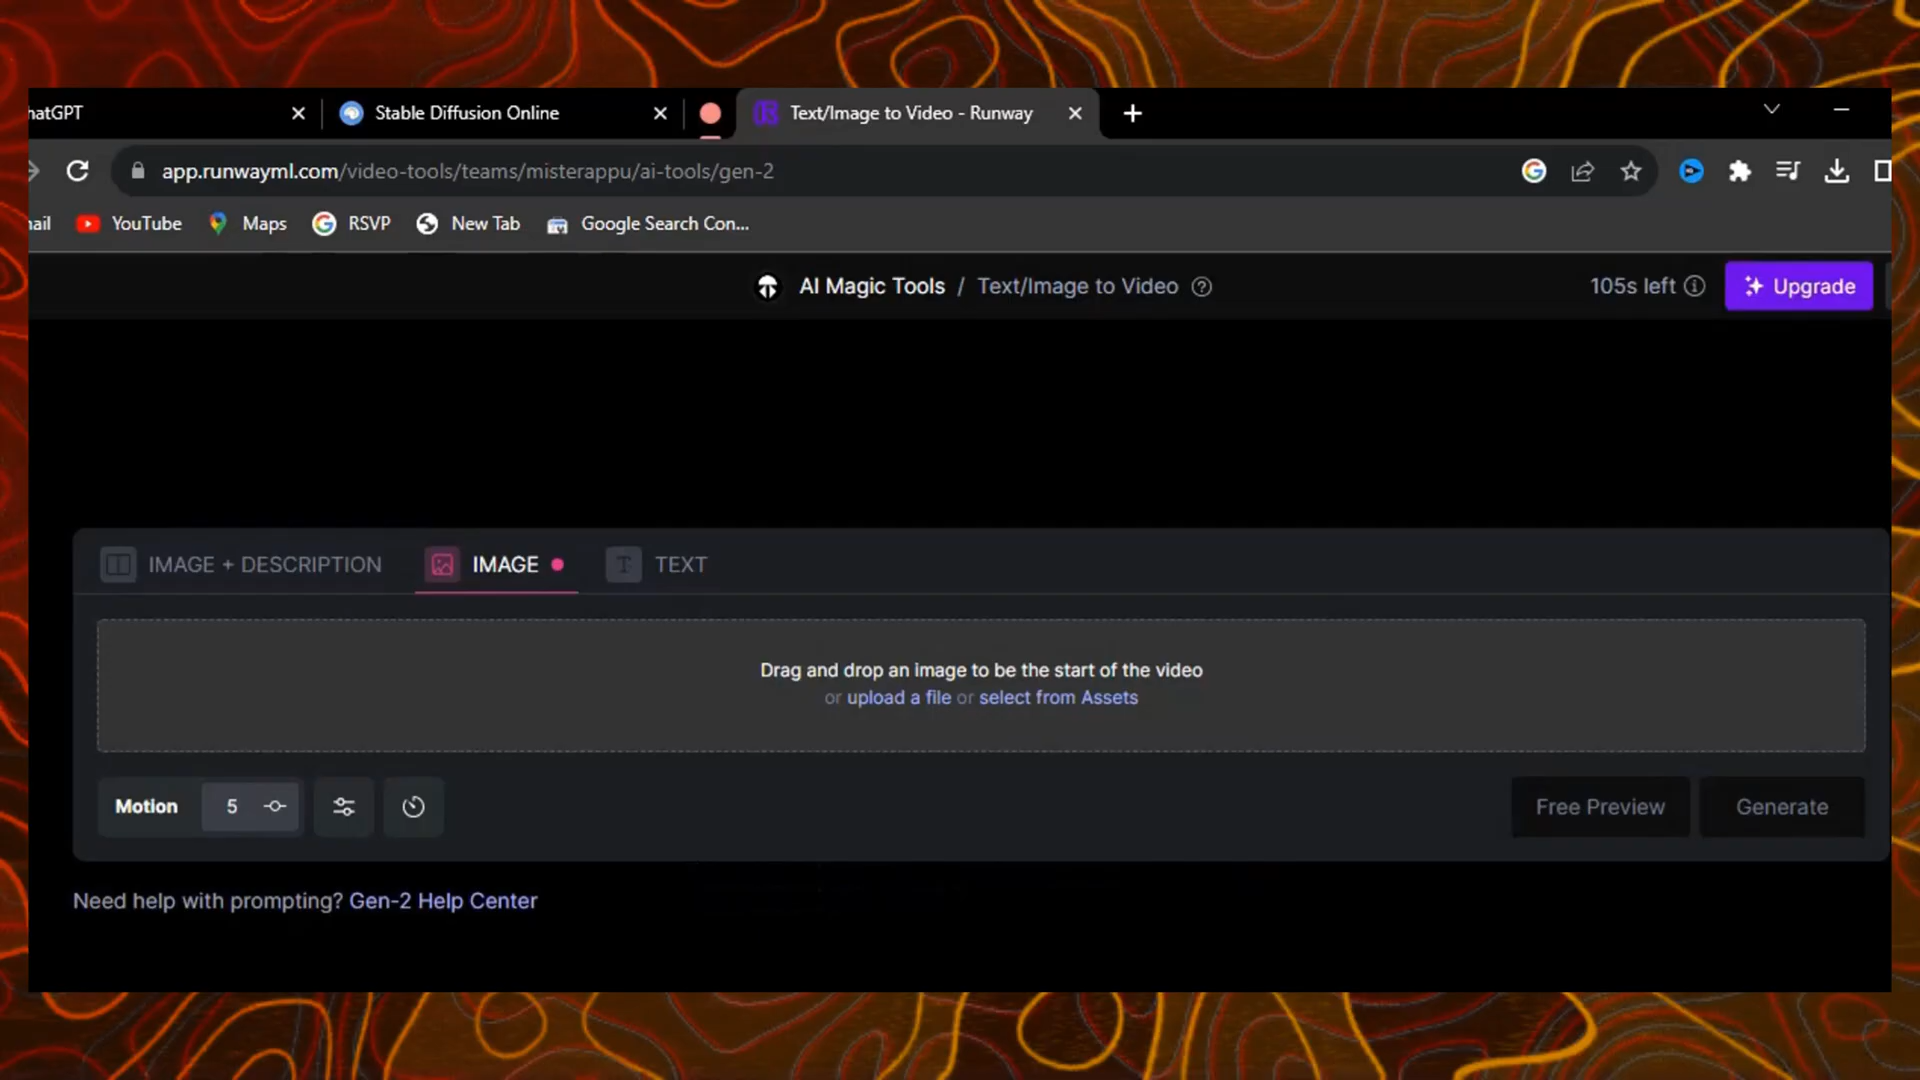 hatGPT
Stable Diffusion Online
Text/Image to Video - Runway
app.runwayml.com/video-tools/teams/misterappu/ai-tools/gen-2
ail
YouTube
Maps
RSVP
New Tab
Google Search Con...
AI Magic Tools / Text/Image to Video
105s left
Upgrade
IMAGE + DESCRIPTION
IMAGE
TEXT
Drag and drop an image to be the start of the video
or upload a file or select from Assets
Motion 5
Free Preview
Generate
Need help with prompting? Gen-2 Help Center